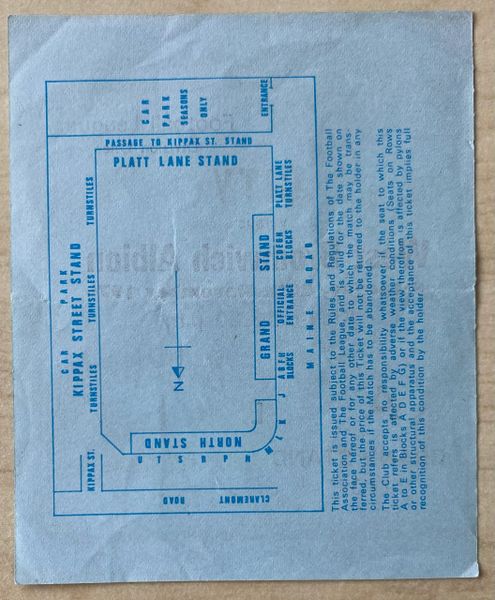 CAR PARK
SEASONS ONLY
ENTRANCE
PASSAGE TO KIPPAX ST. STAND
PLATT LANE STAND
CAR PARK
KIPPAX STREET STAND
TURNSTILES
TURNSTILES
TURNSTILES
PLATT LANE
TURNSTILES
CDEGH
BLOCKS
OFFICIAL
ENTRANCE
ABFH
BLOCKS
GRAND STAND
MAINE ROAD
N
NORTH STAND
J
K
N
P
R
S
T
KIPPAX ST.
CLAREMONT ROAD
This ticket is issued subject to the Rules and Regulations of The Football
Association and The Football League, and is valid for the date shown on
the face hereof or for any other date to which the match may be trans-
ferred, but the price of this Ticket will not be returned to the holder in any
circumstances if the Match has to be abandoned.
The Club accepts no responsibility whatsoever if the seat to which this
ticket refers is affected by adverse weather conditions (Seats on Rows
A to E in Blocks A D E F G) or if the view therefrom is affected by pylons
or other structural apparatus and the acceptance of this ticket implies full
recognition of this condition by the holder.